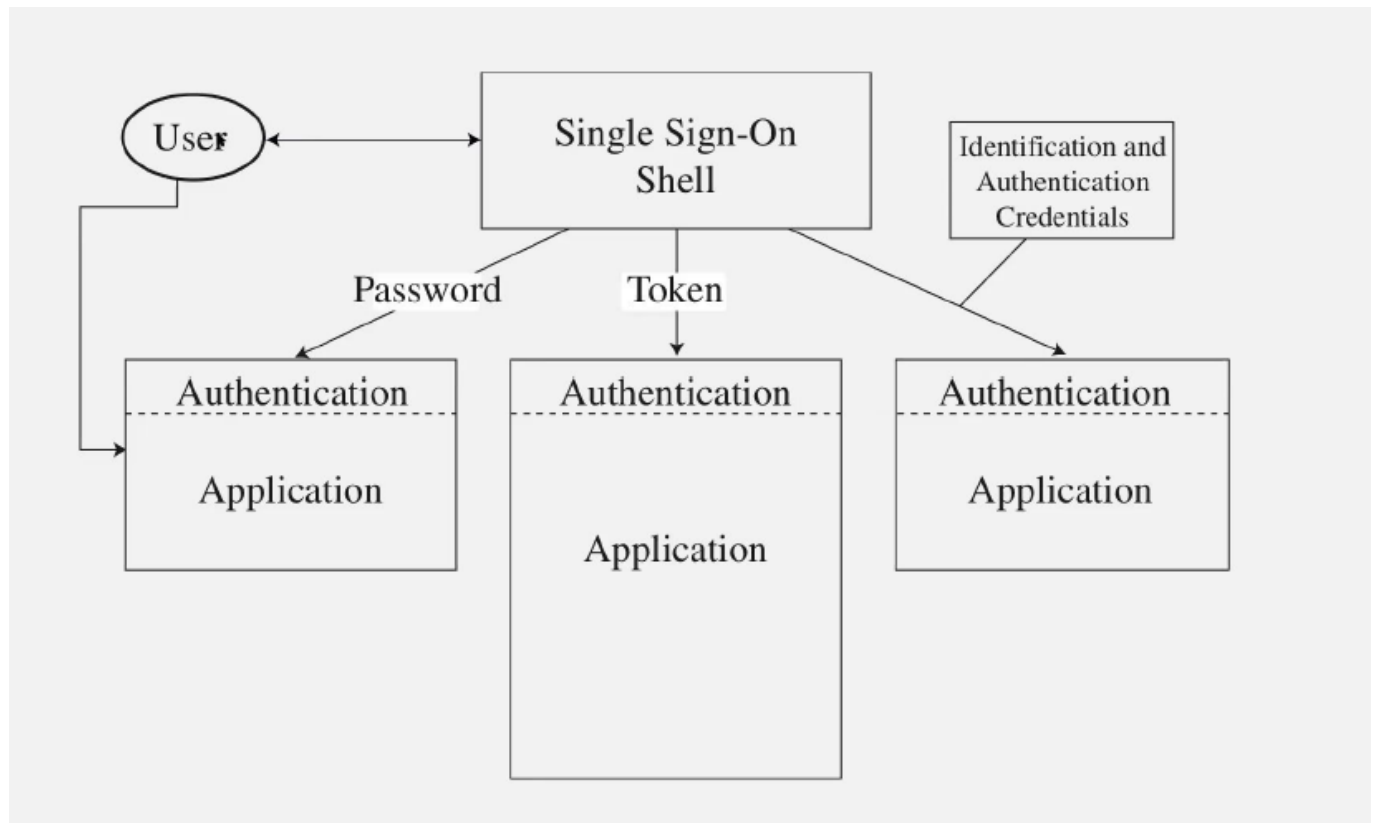 User
Single Sign-On
Shell
Identification and
Authentication
Credentials
Password
Token
Authentication
Application
Authentication
Application
Authentication
Application